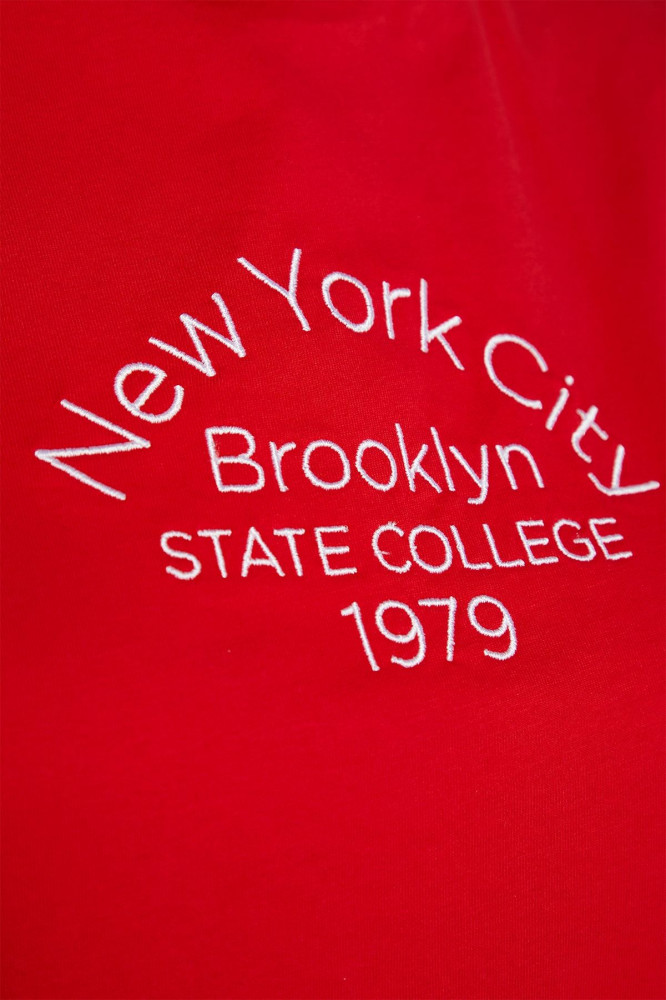 New York City
Brooklyn
STATE COLLEGE
1979